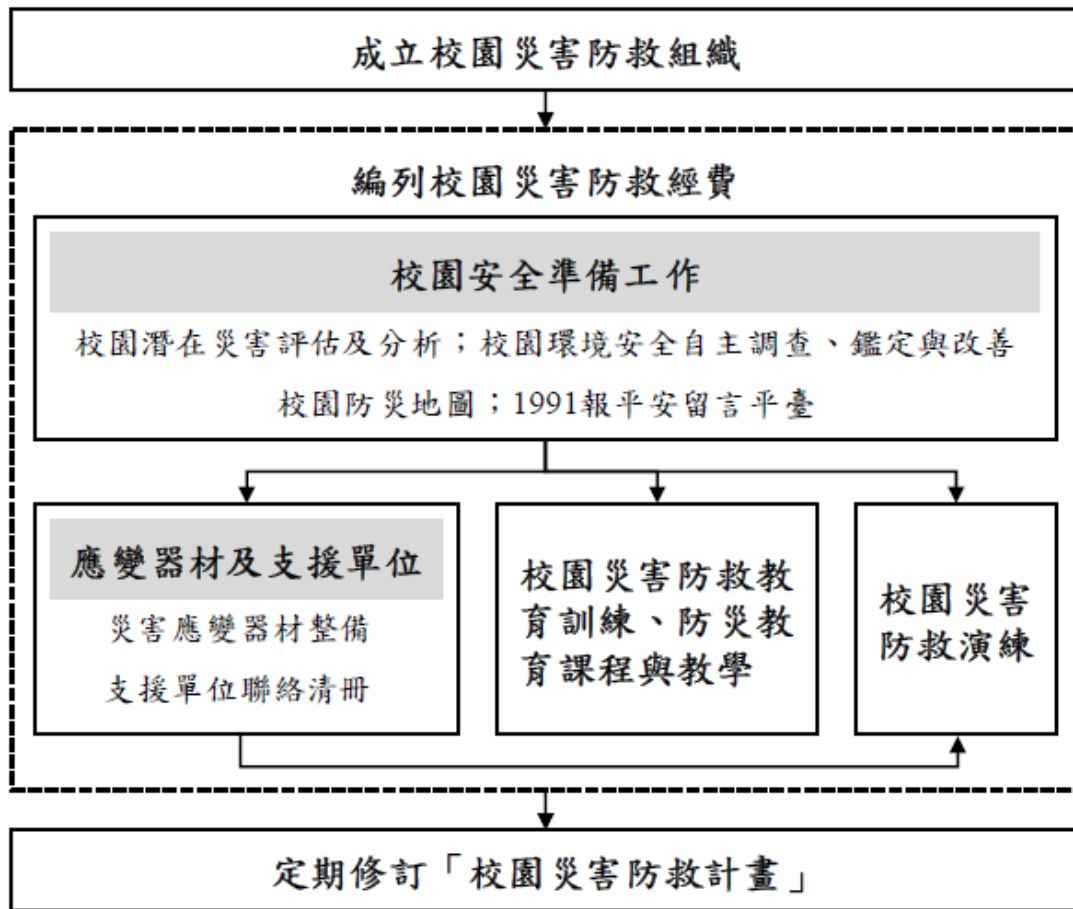 成立校園災害防救組織
編列校園災害防救經費
校園安全準備工作
校園潛在災害評估及分析；校園環境安全自主調查、鑑定與改善
校園防災地圖；1991報平安留言平臺
應變器材及支援單位
災害應變器材整備
支援單位聯絡清冊
校園災害防救教
育訓練、防災教
育課程與教學
校園災害
防救演練
定期修訂「校園災害防救計畫」